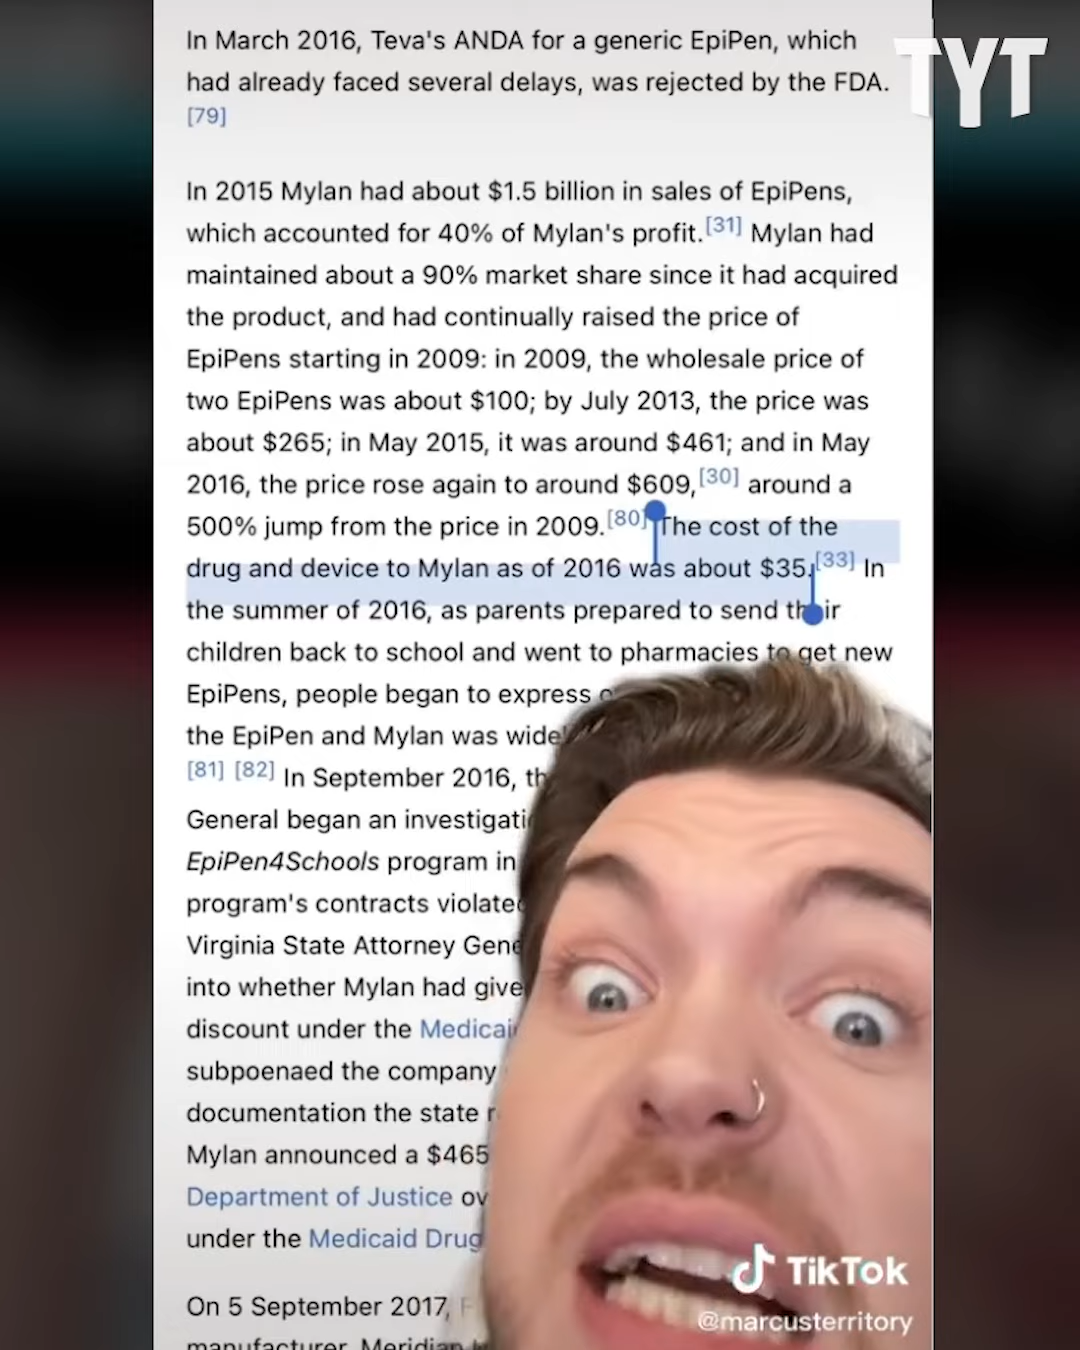 In March 2016, Teva's ANDA for a generic EpiPen, which
had already faced several delays, was rejected by the FDA.
[79]
TYT
In 2015 Mylan had about $1.5 billion in sales of EpiPens,
which accounted for 40% of Mylan's profit.[31] Mylan had
maintained about a 90% market share since it had acquired
the product, and had continually raised the price of
EpiPens starting in 2009: in 2009, the wholesale price of
two EpiPens was about $100; by July 2013, the price was
about $265; in May 2015, it was around $461; and in May
2016, the price rose again to around $609,[30] around a
500% jump from the price in 2009.[80] The cost of the
drug and device to Mylan as of 2016 was about $35.[33] In
the summer of 2016, as parents prepared to send their
children back to school and went to pharmacies to get new
EpiPens, people began to express
the EpiPen and Mylan was
[81] [82] In September 2016,
General began an
EpiPen4Schools program in
program's contracts
Virginia State Attorney
into whether Mylan had
discount under the
subpoenaed the company
documentation the state
Mylan announced a $465
Department of Justice
under the Medicaid Drug
On 5 September 2017,
manufacturer, Meridian
TikTok
@marcusterritory